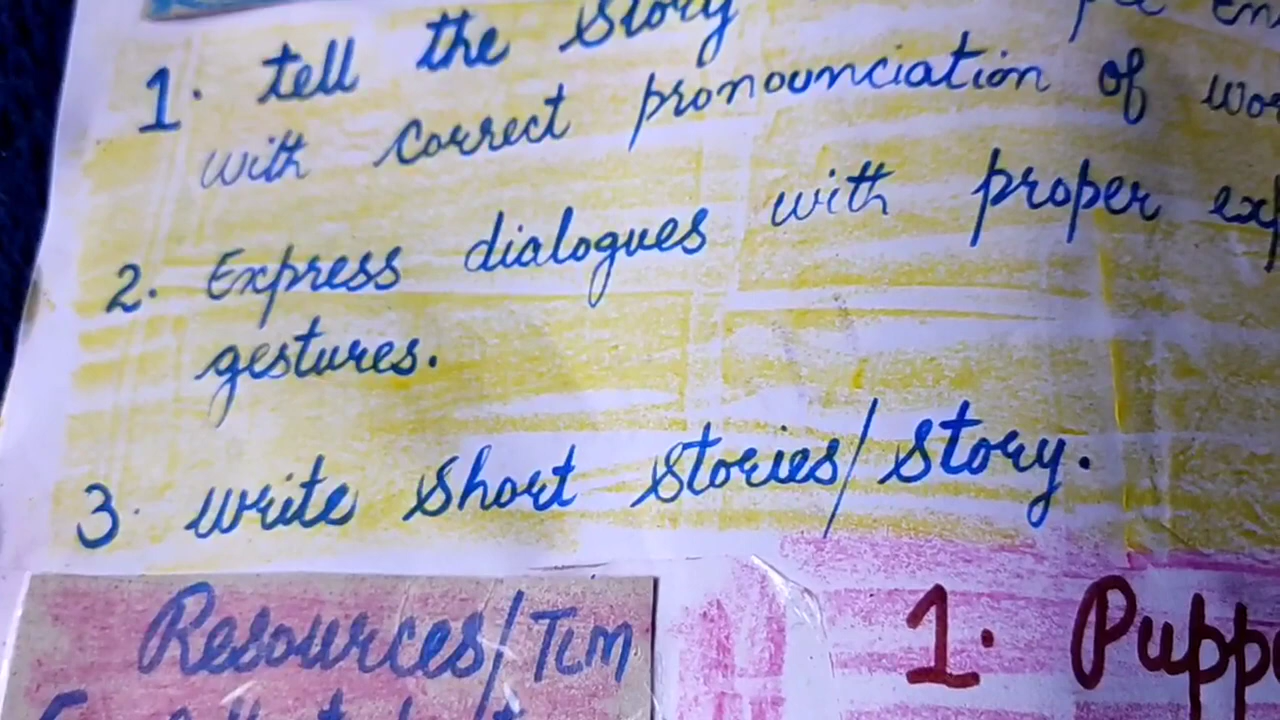 1. tell the story
with correct pronounciation of
2. Express dialogues with proper
gestures.
3. write short stories/story.
Resources/TLM
1.